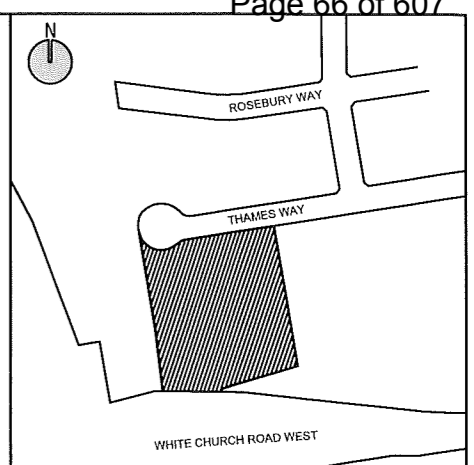 Page 66 of 607
N
ROSEBURY WAY
THAMES WAY
WHITE CHURCH ROAD WEST